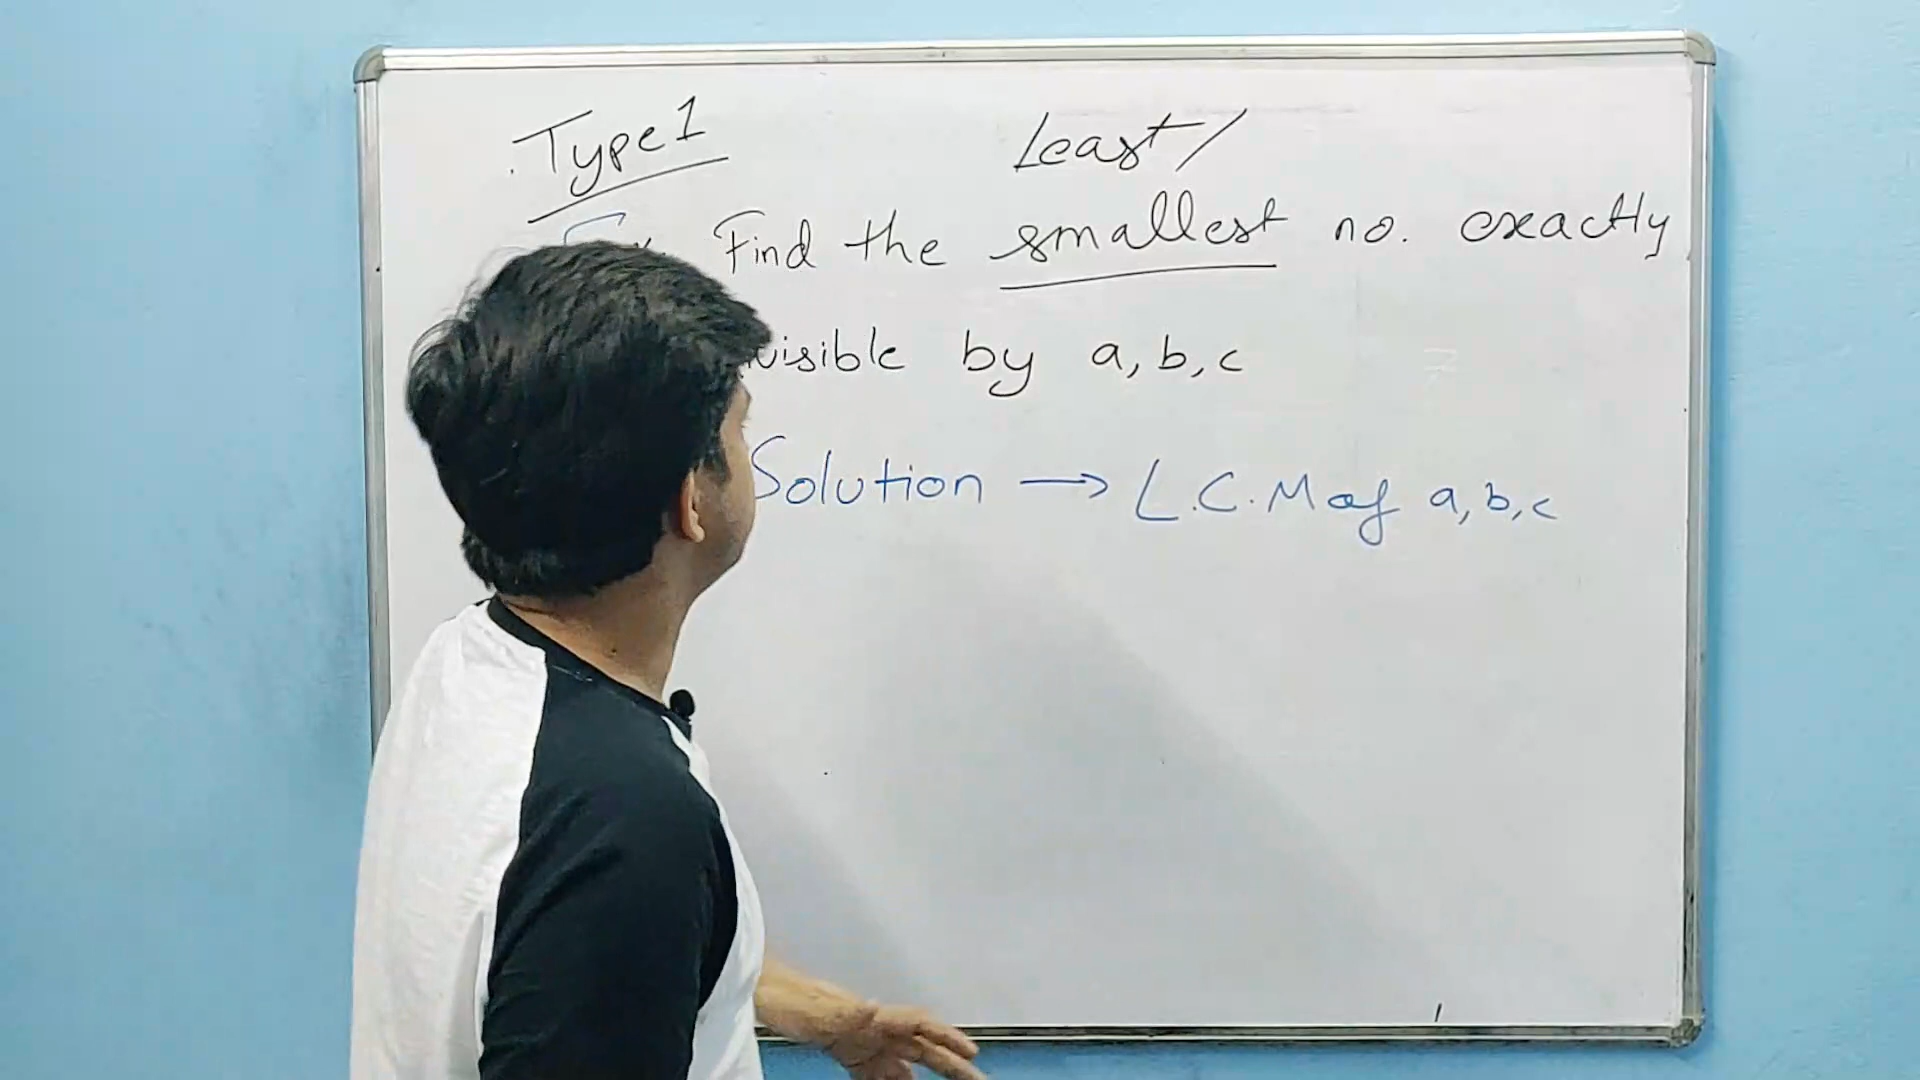 Type 1
Least/
Find the smallest no. exactly
visible by a, b, c
Solution → L.C.M of a, b, c